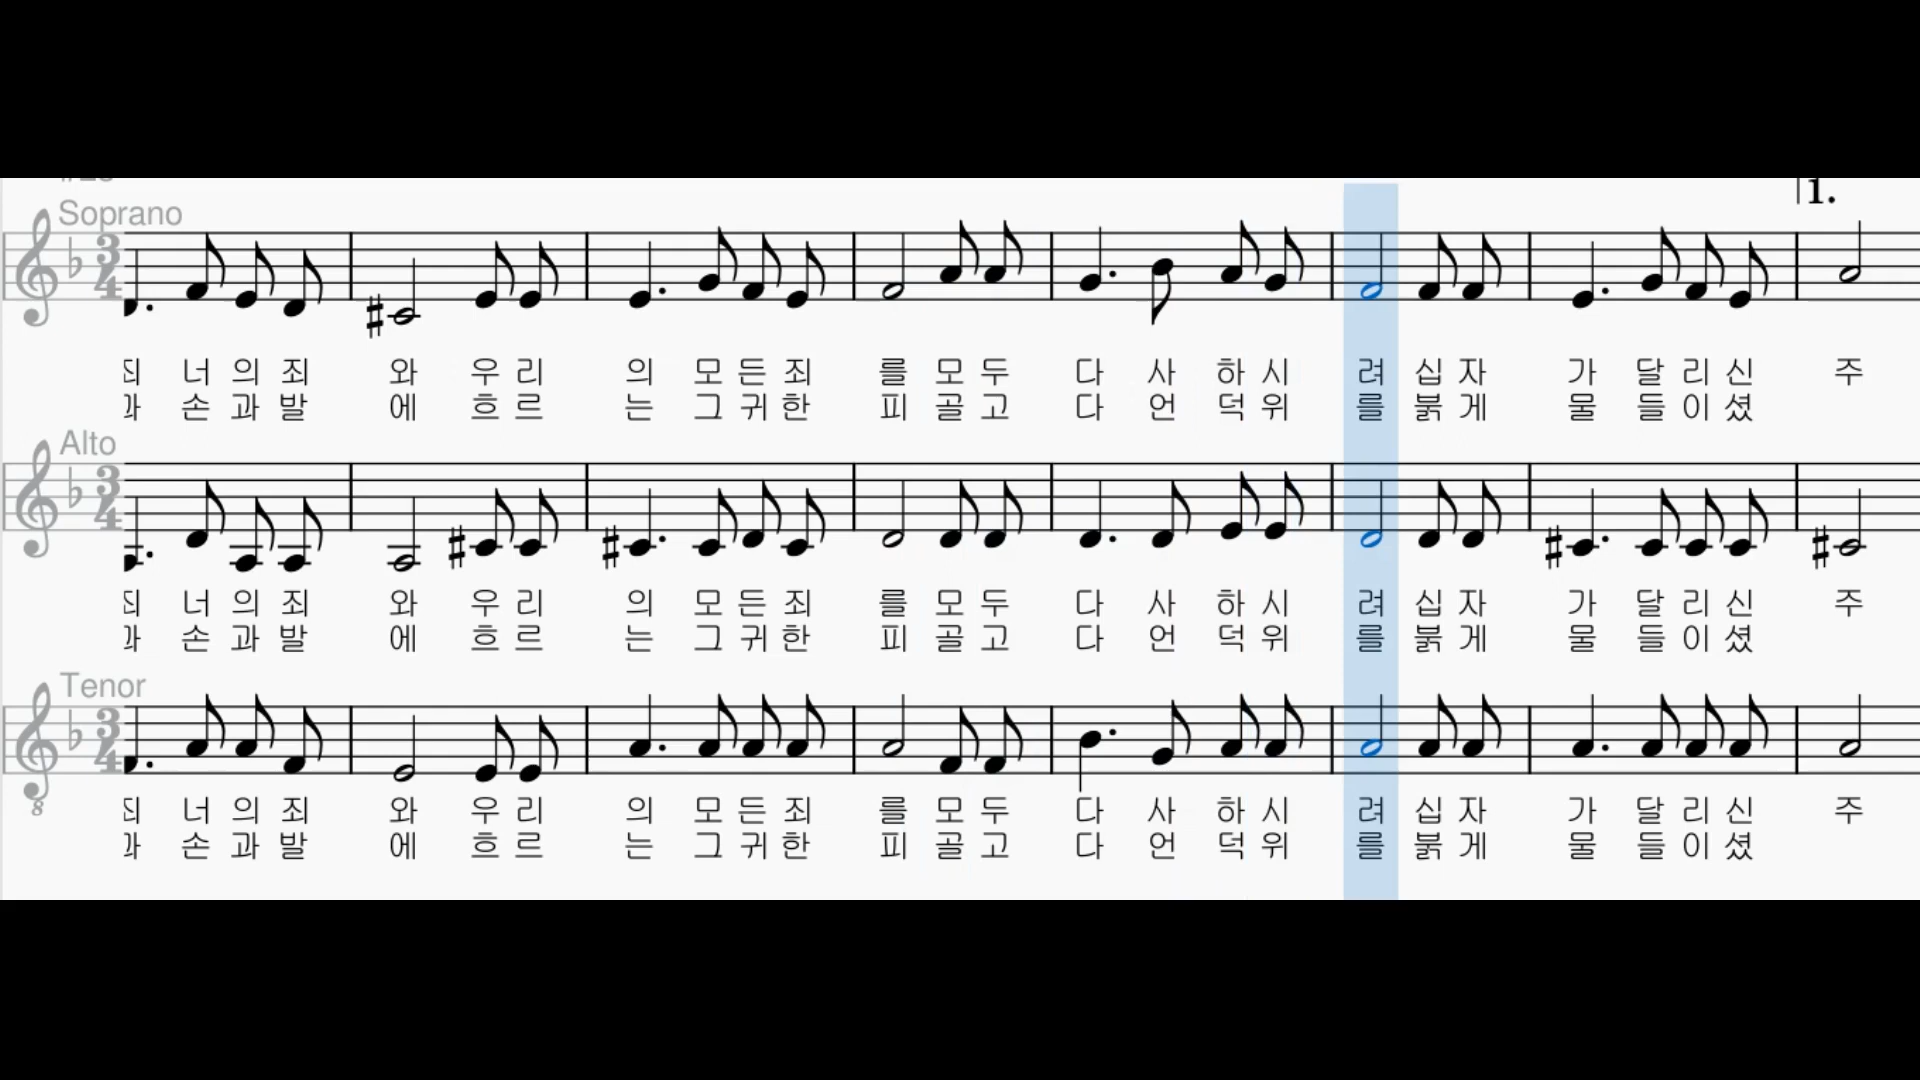 1.
Soprano
너 의 죄 와 우 리 의 모 든 죄 를 모 두 다 사 하 시 려 십 자 가 달 리 신 주
손 과 발 에 흐 르 는 그 귀 한 피 골 고 다 언 덕 위 를 붉 게 물 들 이 셨
Alto
너 의 죄 와 우 리 의 모 든 죄 를 모 두 다 사 하 시 려 십 자 가 달 리 신 주
손 과 발 에 흐 르 는 그 귀 한 피 골 고 다 언 덕 위 를 붉 게 물 들 이 셨
Tenor
8
너 의 죄 와 우 리 의 모 든 죄 를 모 두 다 사 하 시 려 십 자 가 달 리 신 주
손 과 발 에 흐 르 는 그 귀 한 피 골 고 다 언 덕 위 를 붉 게 물 들 이 셨